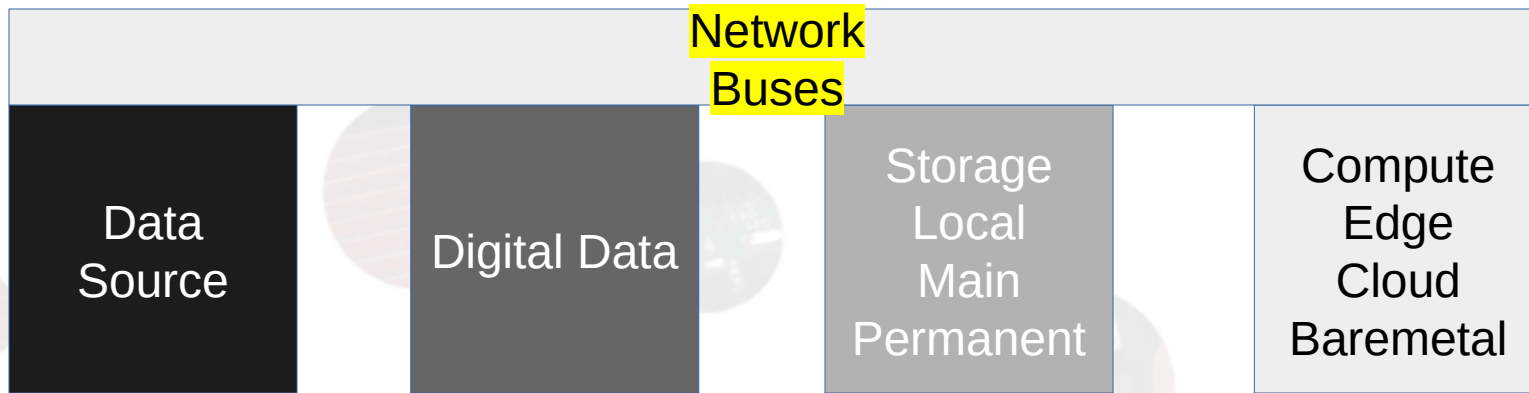 Network
Buses
Data
Source
Digital Data
Storage
Local
Main
Permanent
Compute
Edge
Cloud
Baremetal